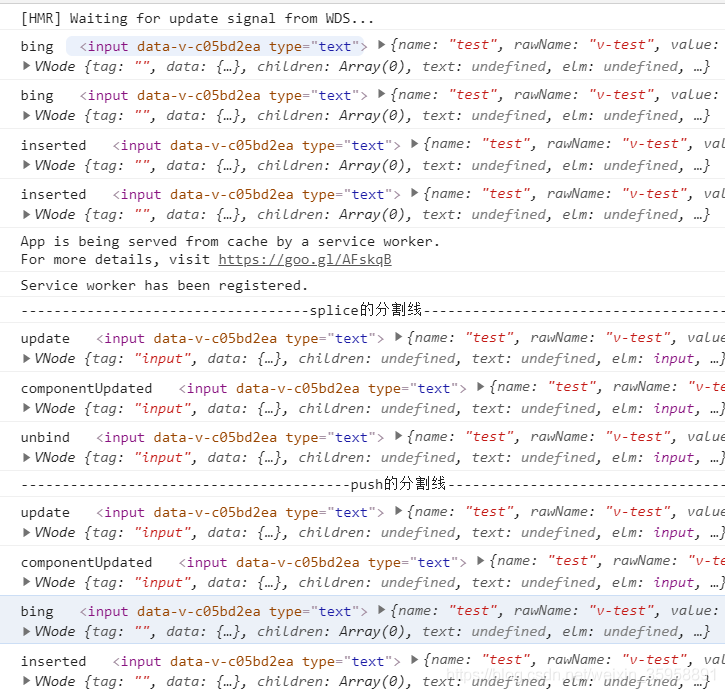 [HMR] Waiting for update signal from WDS...
bing <input data-v-c05bd2ea type="text"> ▶{name: "test", rawName: "v-test", value:
▶VNode {tag: "", data: {…}, children: Array(0), text: undefined, elm: undefined, …}
bing <input data-v-c05bd2ea type="text"> ▶{name: "test", rawName: "v-test", value:
▶VNode {tag: "", data: {…}, children: Array(0), text: undefined, elm: undefined, …}
inserted <input data-v-c05bd2ea type="text"> ▶{name: "test", rawName: "v-test", val
▶VNode {tag: "", data: {…}, children: Array(0), text: undefined, elm: undefined, …}
inserted <input data-v-c05bd2ea type="text"> ▶{name: "test", rawName: "v-test", val
▶VNode {tag: "", data: {…}, children: Array(0), text: undefined, elm: undefined, …}
App is being served from cache by a service worker.
For more details, visit https://goo.gl/AFskqB
Service worker has been registered.
-----------------------------------splice的分割线------------------------------------
update <input data-v-c05bd2ea type="text"> ▶{name: "test", rawName: "v-test", value
▶VNode {tag: "input", data: {…}, children: undefined, text: undefined, elm: input, …}
componentUpdated <input data-v-c05bd2ea type="text"> ▶{name: "test", rawName: "v-te
▶VNode {tag: "input", data: {…}, children: undefined, text: undefined, elm: input, …}
unbind <input data-v-c05bd2ea type="text"> ▶{name: "test", rawName: "v-test", value
▶VNode {tag: "input", data: {…}, children: undefined, text: undefined, elm: input, …}
----------------------------------------push的分割线----------------------------------
update <input data-v-c05bd2ea type="text"> ▶{name: "test", rawName: "v-test", value
▶VNode {tag: "input", data: {…}, children: undefined, text: undefined, elm: input, …}
componentUpdated <input data-v-c05bd2ea type="text"> ▶{name: "test", rawName: "v-te
▶VNode {tag: "input", data: {…}, children: undefined, text: undefined, elm: input, …}
bing <input data-v-c05bd2ea type="text"> ▶{name: "test", rawName: "v-test", value:
▶VNode {tag: "", data: {…}, children: Array(0), text: undefined, elm: undefined, …}
inserted <input data-v-c05bd2ea type="text"> ▶{name: "test", rawName: "v-test", val
▶VNode {tag: "", data: {…}, children: Array(0), text: undefined, elm: undefined, …}